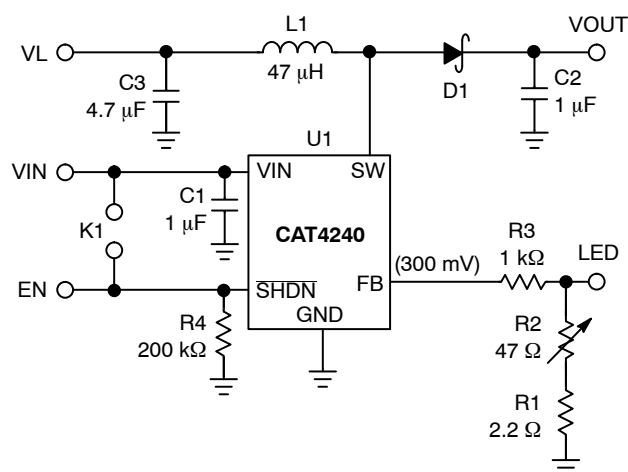 L1
VL
47 μH
VOUT
C3
4.7 μF
D1
C2
1 μF
U1
VIN
VIN
SW
C1
1 μF
K1
CAT4240
R3
1 kΩ
LED
(300 mV)
EN
SHDN
FB
GND
R4
200 kΩ
R2
47 Ω
R1
2.2 Ω